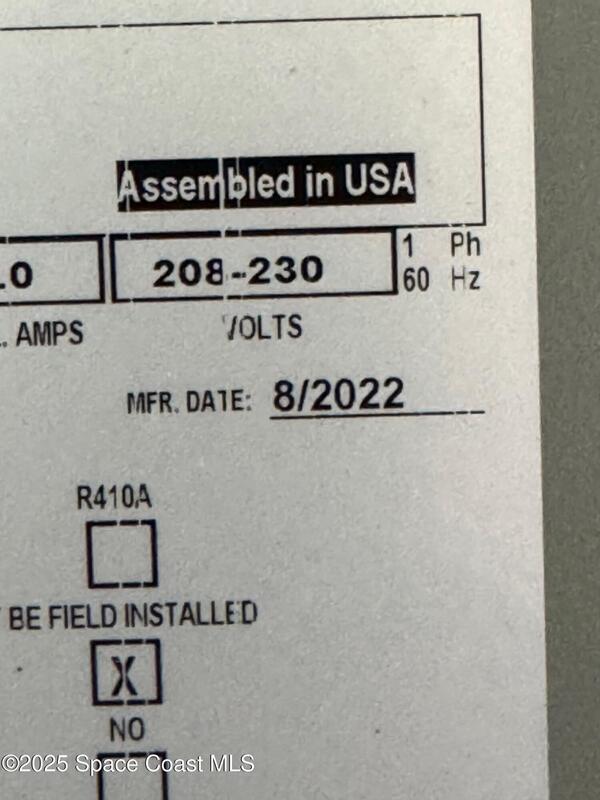 Assembled in USA
.0 208-230 1 Ph
60 Hz
. AMPS VOLTS
MFR. DATE: 8/2022
R410A
BE FIELD INSTALLED
X
NO
©2025 Space Coast MLS